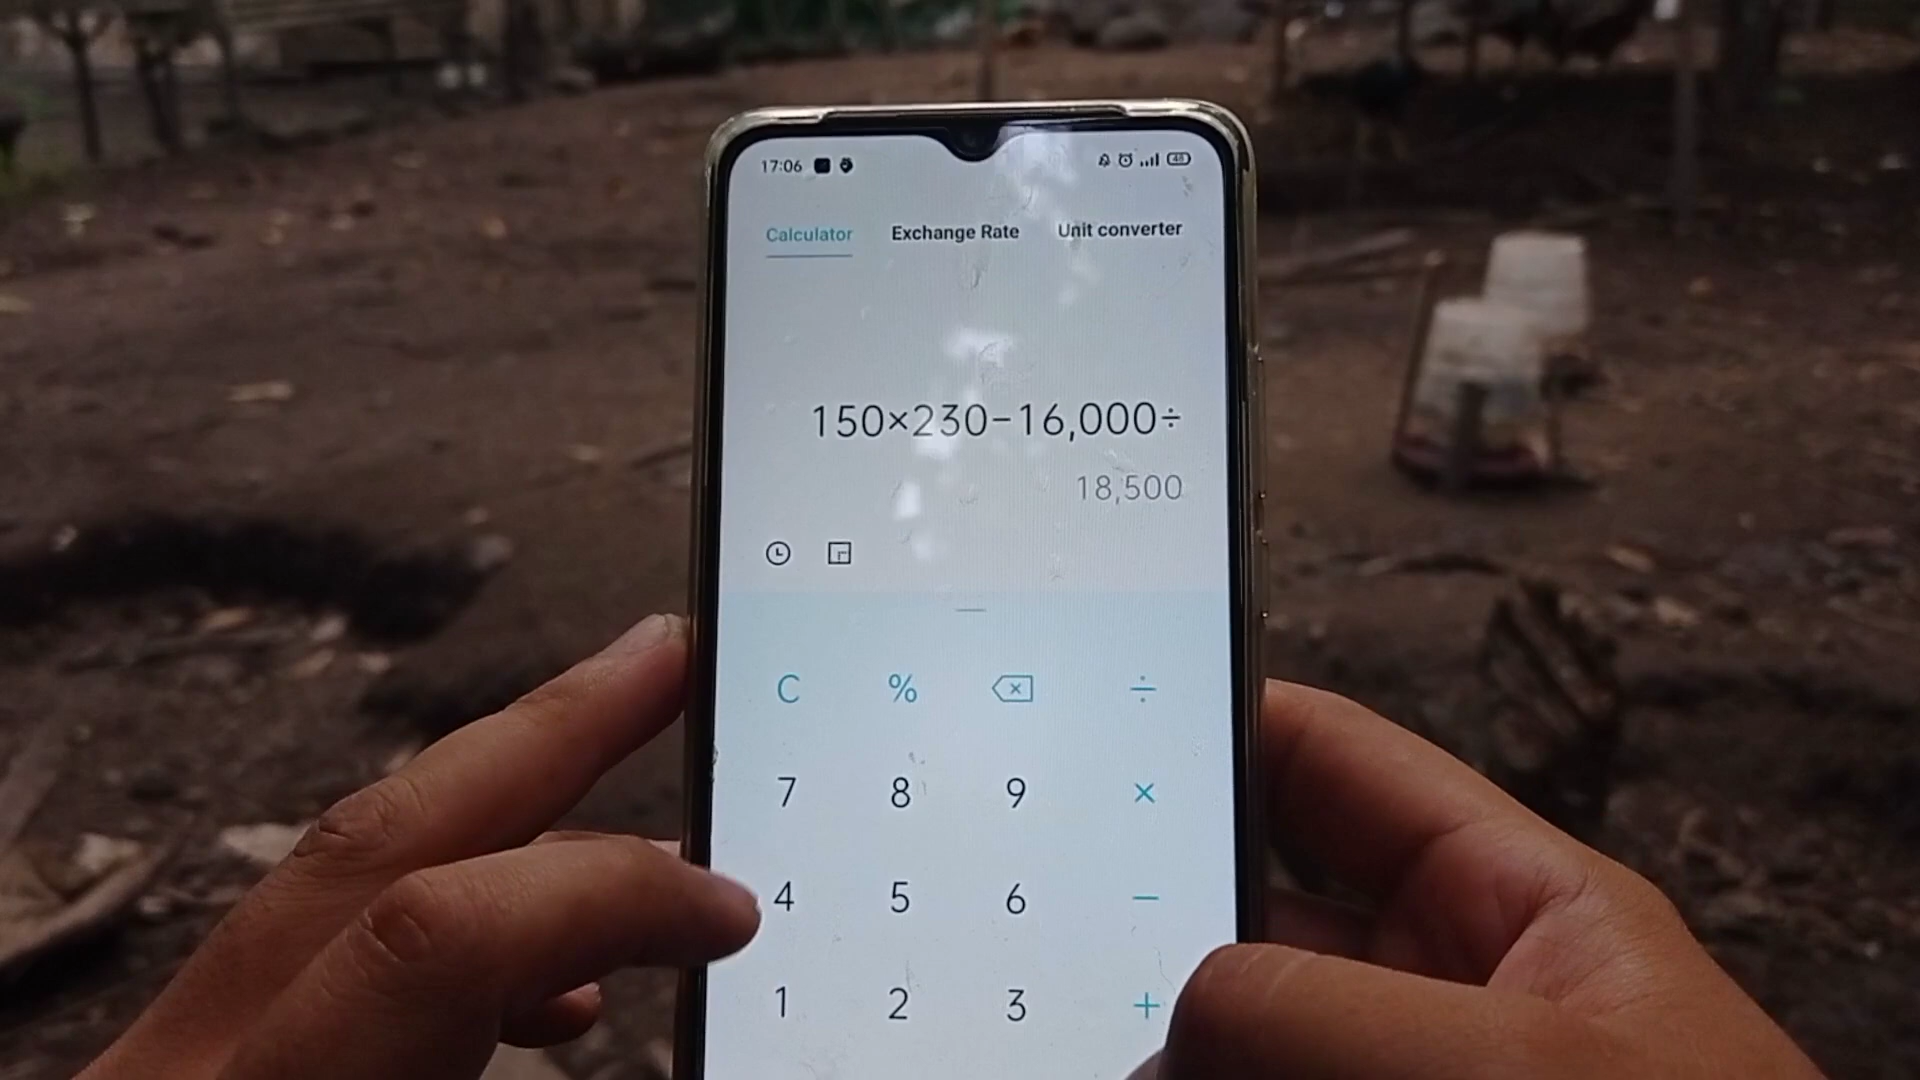 17:06 48
Calculator Exchange Rate Unit converter
150×230−16,000÷
18,500
C % ÷
7 8 9 ×
4 5 6 −
1 2 3 +